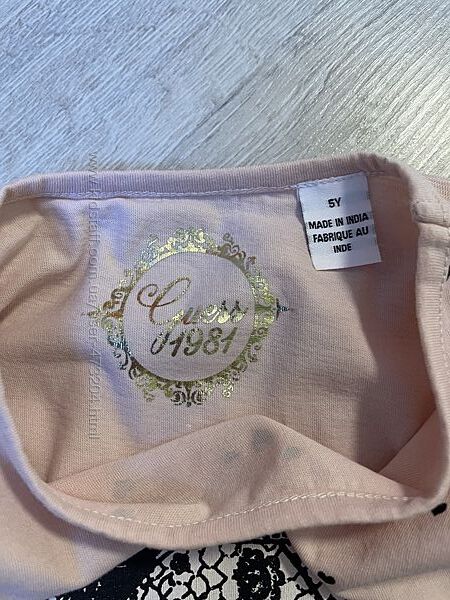 5Y
MADE IN INDIA
FABRIQUE AU
INDE
Guess
1981